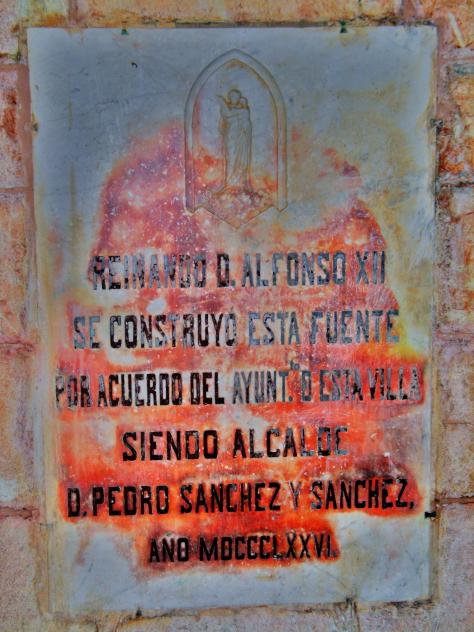 REINANDO D. ALFONSO XII
SE CONSTRUYO ESTA FUENTE
POR ACUERDO DEL AYUNT.º D ESTA VILLA
SIENDO ALCALDE
D. PEDRO SANCHEZ Y SANCHEZ,
AÑO MDCCCLXXVI.